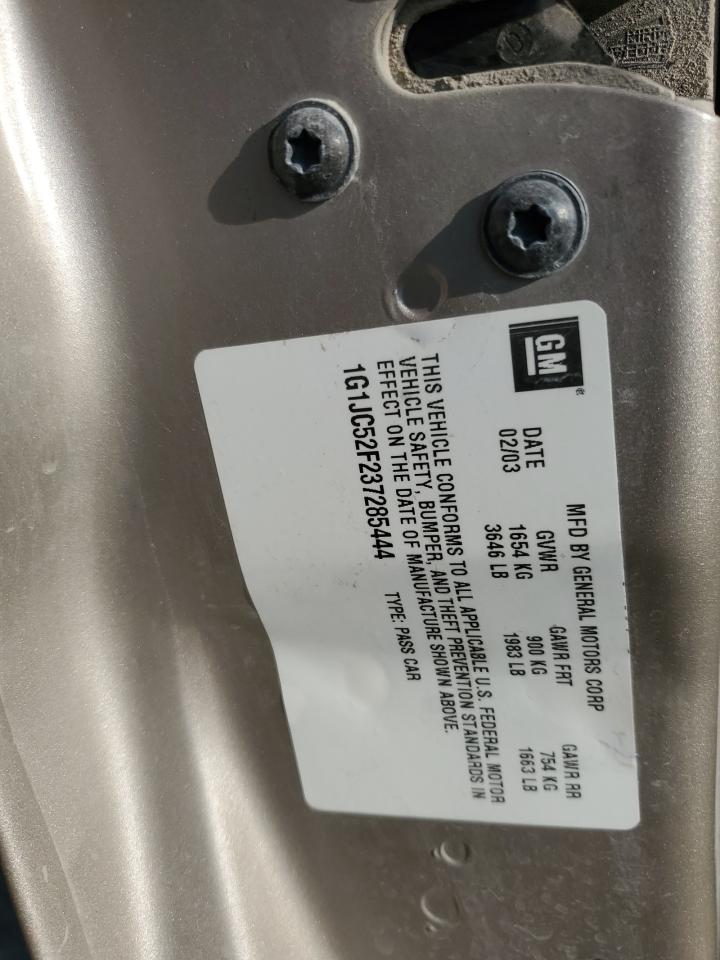 GM®
MFD BY GENERAL MOTORS CORP
DATE GVWR GAWR FRT GAWR RR
02/03 1654 KG 900 KG 754 KG
3646 LB 1983 LB 1663 LB
THIS VEHICLE CONFORMS TO ALL APPLICABLE U.S. FEDERAL MOTOR
VEHICLE SAFETY, BUMPER, AND THEFT PREVENTION STANDARDS IN
EFFECT ON THE DATE OF MANUFACTURE SHOWN ABOVE.
1G1JC52F237285444 TYPE: PASS CAR